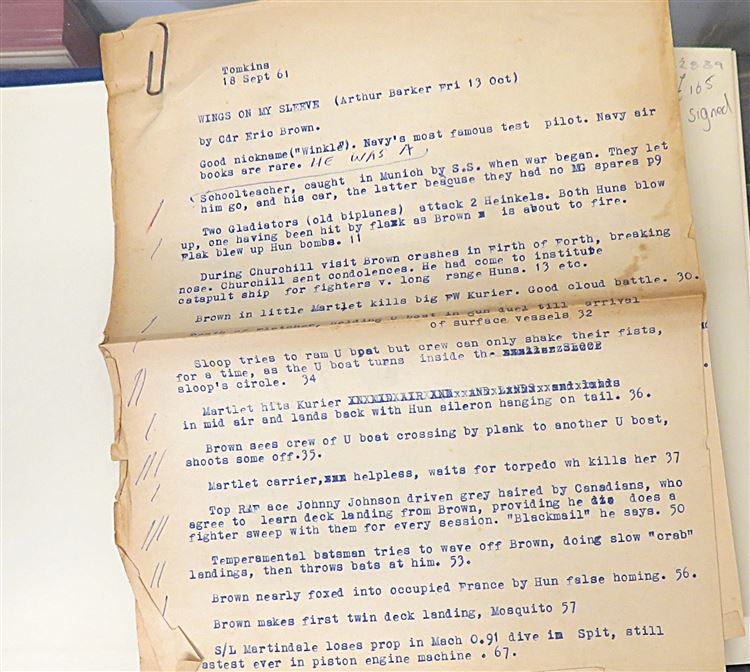 Tomkins
18 Sept 61
WINGS ON MY SLEEVE (Arthur Barker Fri 13 Oct)
by Cdr Eric Brown.
Good nickname("Winkle"). Navy's most famous test pilot. Navy air
books are rare. HE WAS A
Schoolteacher, caught in Munich by S.S. when war began. They let
him go, and his car, the latter beacuse they had no MG spares p9
Two Gladiators (old biplanes) attack 2 Heinkels. Both Huns blow
up, one having been hit by flaxk as Brown is about to fire.
Flak blew up Hun bombs. 11
During Churchill visit Brown crashes in Firth of Forth, breaking
nose. Churchill sent condolences. He had come to institute
catapult ship for fighters v. long range Huns. 13 etc.
Brown in little Martlet kills big FW Kurier. Good cloud battle. 30.
U boat in gun duel till arrival
of surface vessels 32
Sloop tries to ram U boat but crew can only shake their fists,
for a time, as the U boat turns inside the SLOOP
sloop's circle. 34
Martlet hits Kurier
in mid air and lands back with Hun aileron hanging on tail. 36.
Brown sees crew of U boat crossing by plank to another U boat,
shoots some off.35.
Martlet carrier, helpless, waits for torpedo wh kills her 37
Top RAF ace Johnny Johnson driven grey haired by Canadians, who
agree to learn deck landing from Brown, providing he does a
fighter sweep with them for every session. "Blackmail" he says. 50
Temperamental batsman tries to wave off Brown, doing slow "crab"
landings, then throws bats at him. 53.
Brown nearly foxed into occupied France by Hun false homing. 56.
Brown makes first twin deck landing, Mosquito 57
S/L Martindale loses prop in Mach 0.91 dive in Spit, still
astest ever in piston engine machine . 67.
£ 165
signed